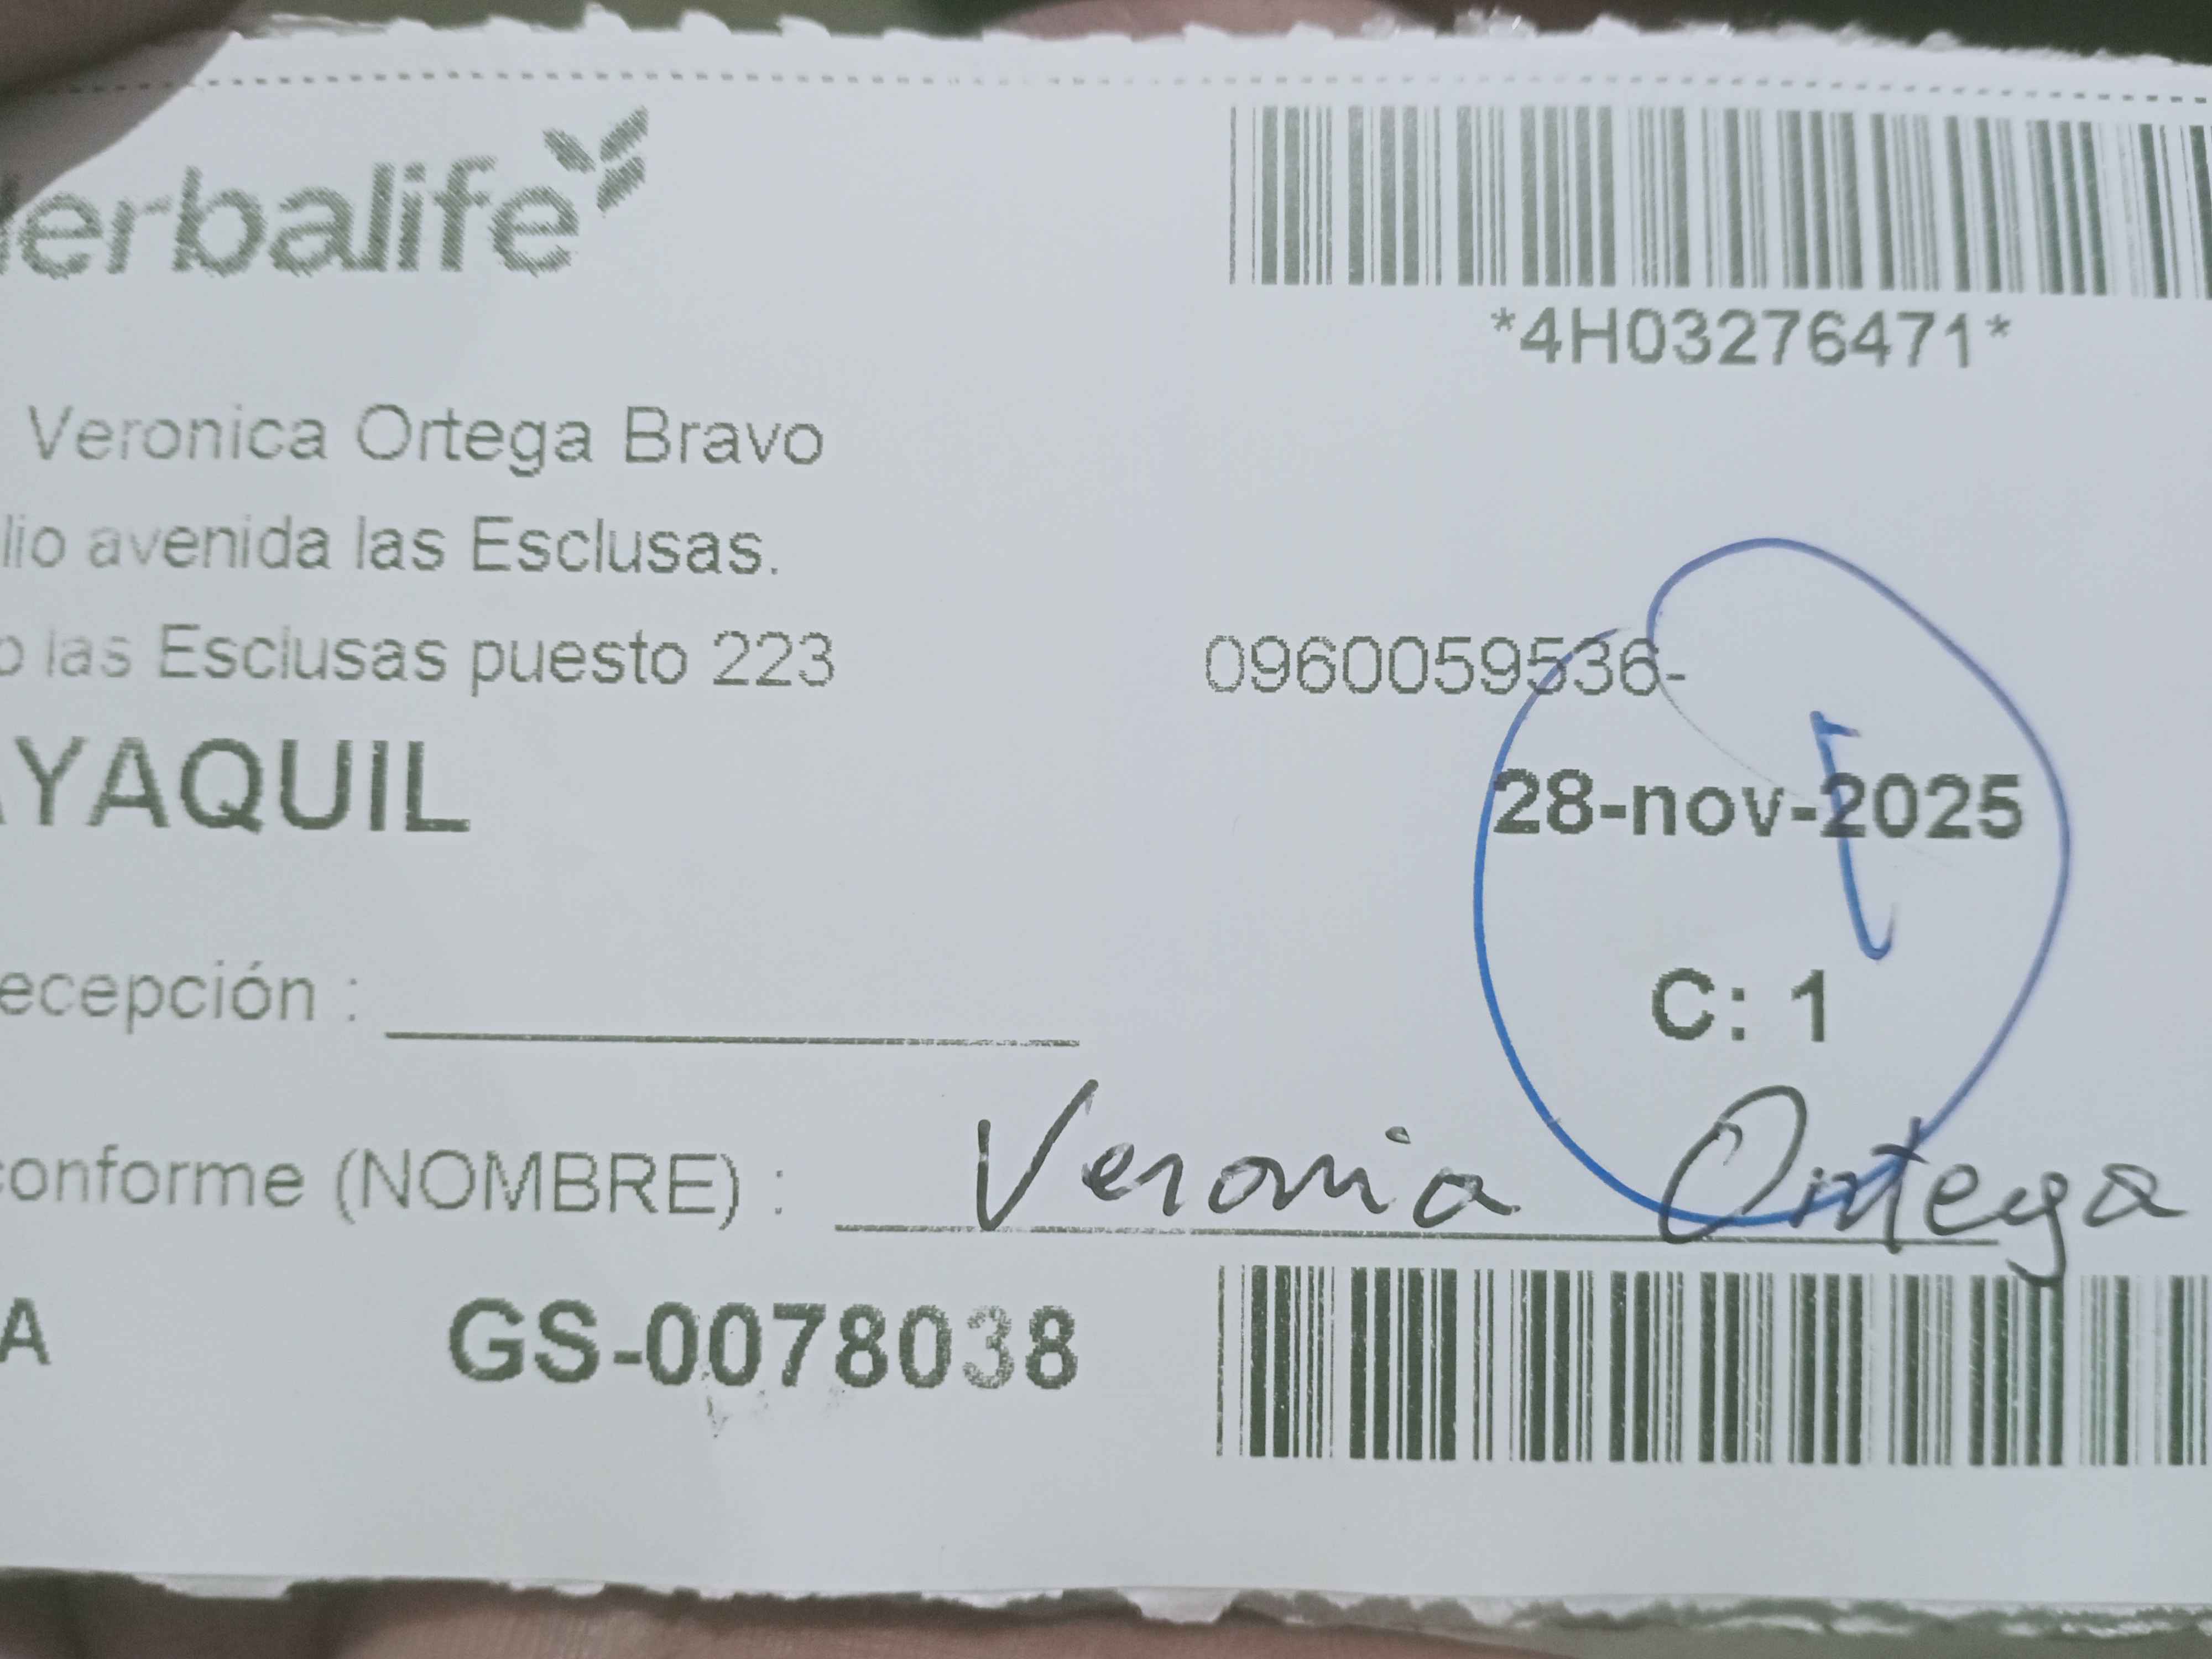 erbalife
*4H03276471*
Veronica Ortega Bravo
lio avenida las Esclusas.
o las Esclusas puesto 223
0960059536-
YAQUIL
28-nov-2025
ecepción :
C: 1
conforme (NOMBRE) : Veronia Ortega
A
GS-0078038